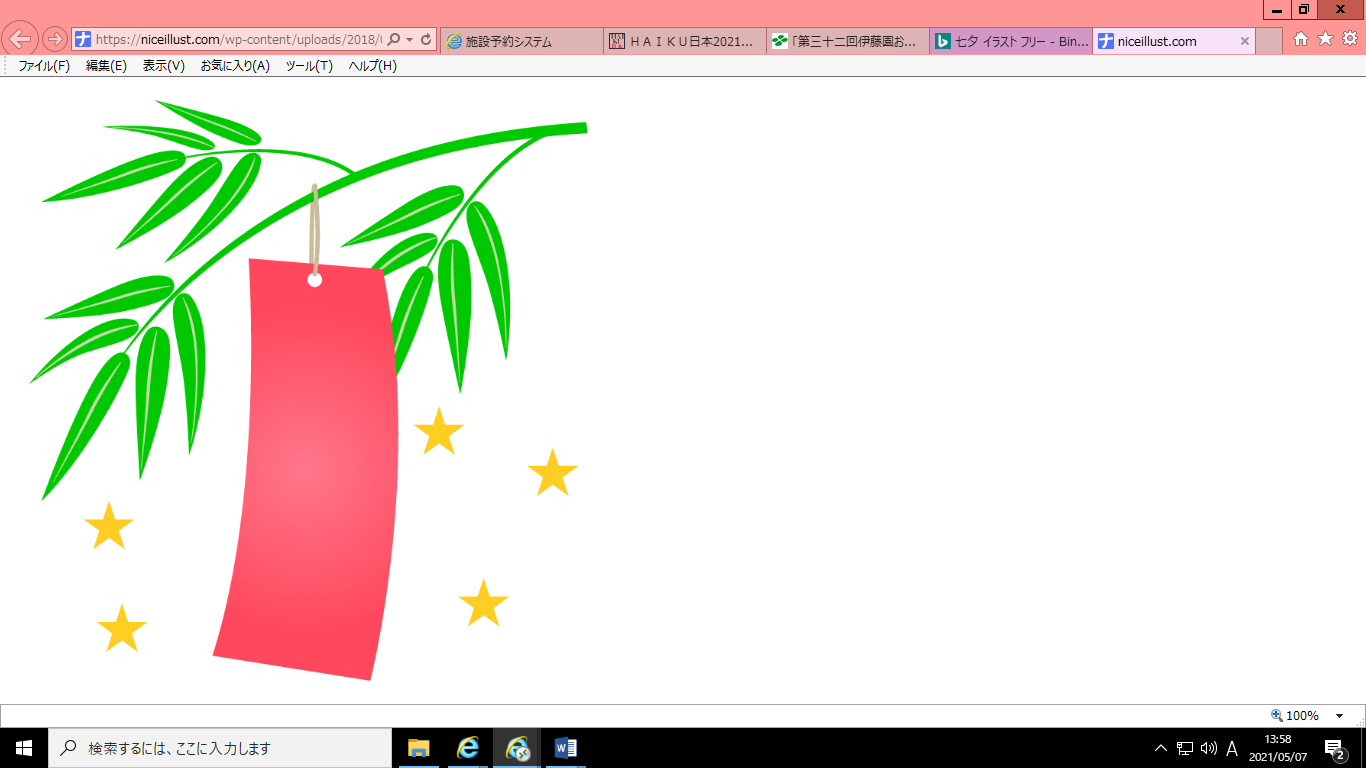 https://niceillust.com/wp-content/uploads/2018/
施設予約システム
ＨＡＩＫＵ日本2021...
「第三十二回伊藤園お...
七夕 イラスト フリー - Bin...
niceillust.com
ファイル(F) 編集(E) 表示(V) お気に入り(A) ツール(T) ヘルプ(H)
100%
検索するには、ここに入力します
A
13:58
2021/05/07
2